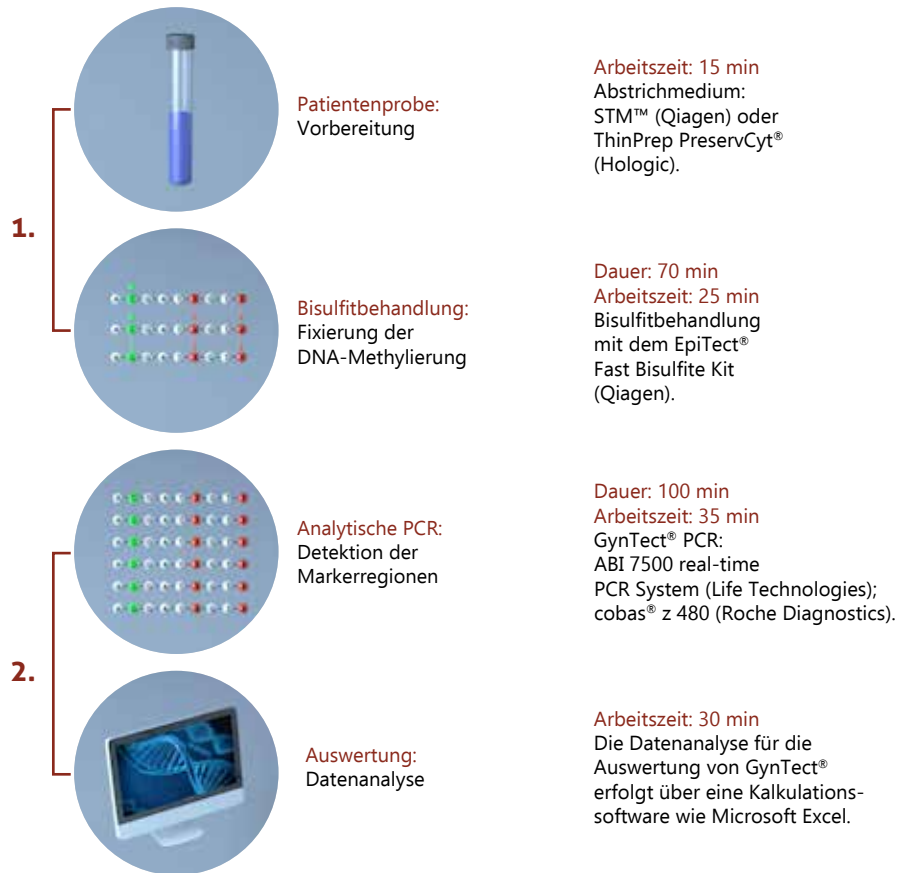 1.
Patientenprobe:
Vorbereitung
Arbeitszeit: 15 min
Abstrichmedium:
STM™ (Qiagen) oder
ThinPrep PreservCyt®
(Hologic).
Bisulfitbehandlung:
Fixierung der
DNA-Methylierung
Dauer: 70 min
Arbeitszeit: 25 min
Bisulfitbehandlung
mit dem EpiTect®
Fast Bisulfite Kit
(Qiagen).
2.
Analytische PCR:
Detektion der
Markerregionen
Dauer: 100 min
Arbeitszeit: 35 min
GynTect® PCR:
ABI 7500 real-time
PCR System (Life Technologies);
cobas® z 480 (Roche Diagnostics).
Auswertung:
Datenanalyse
Arbeitszeit: 30 min
Die Datenanalyse für die
Auswertung von GynTect®
erfolgt über eine Kalkulations-
software wie Microsoft Excel.